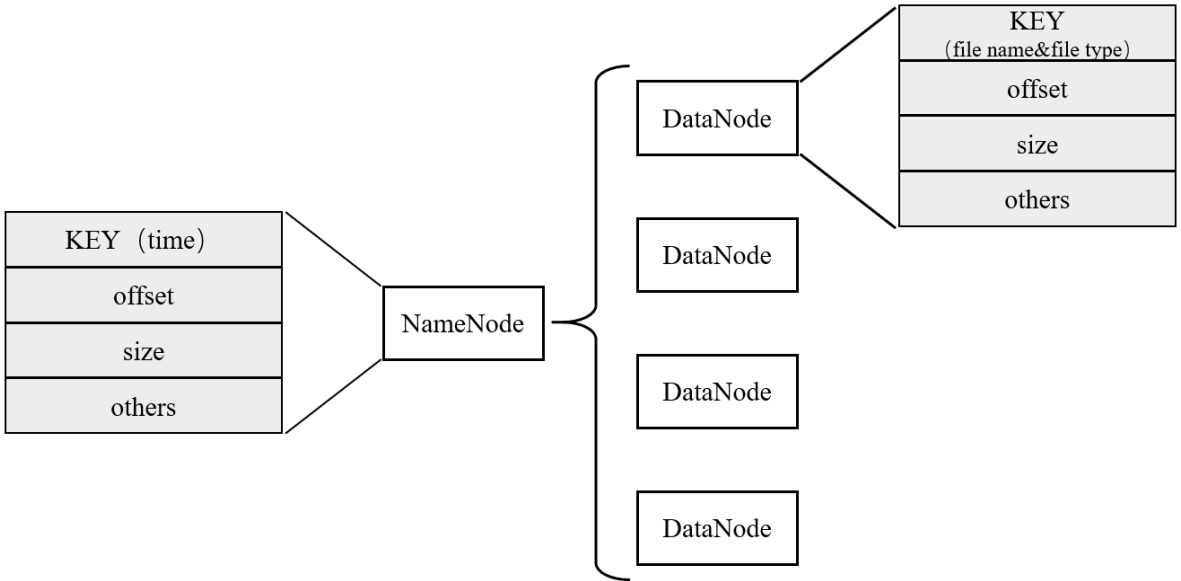 KEY（time）
offset
size
others
NameNode
DataNode
DataNode
DataNode
DataNode
KEY
（file name&file type）
offset
size
others